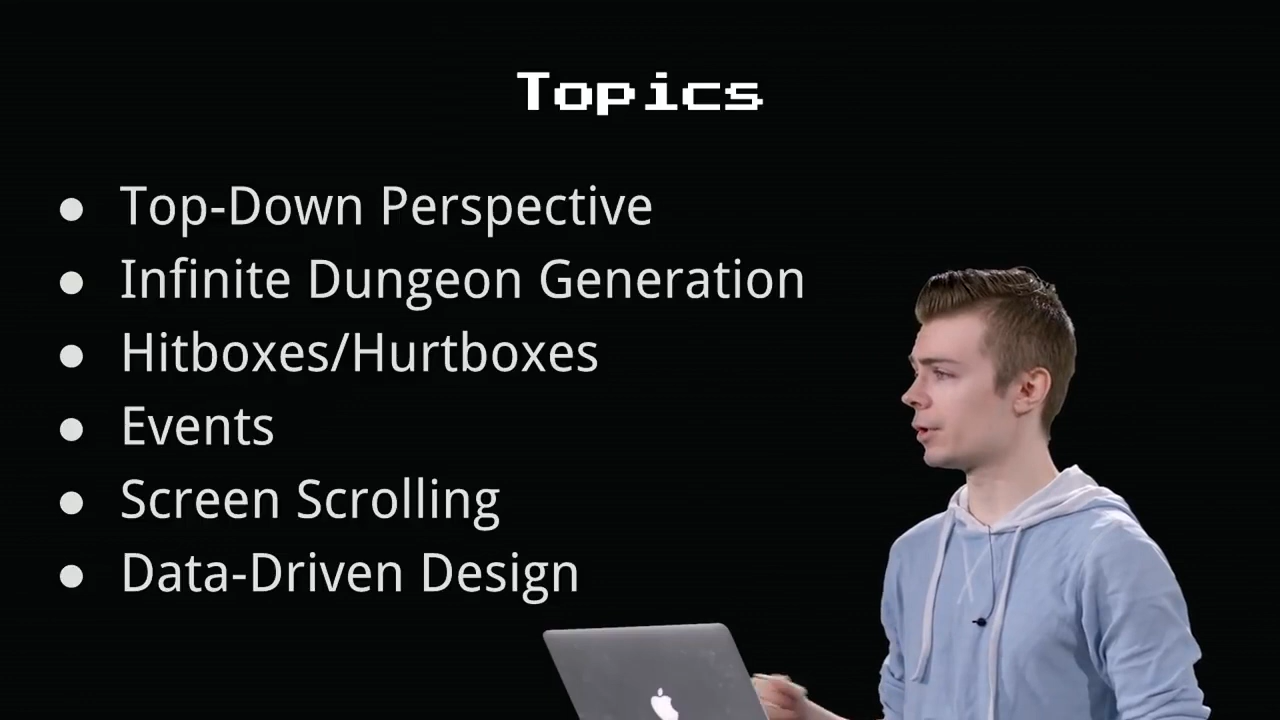 Topics
● Top-Down Perspective
● Infinite Dungeon Generation
● Hitboxes/Hurtboxes
● Events
● Screen Scrolling
● Data-Driven Design